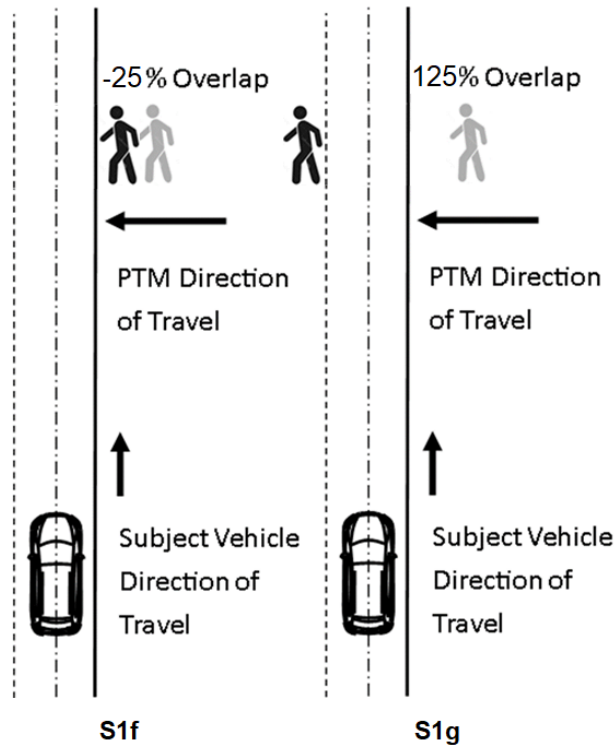 -25% Overlap
PTM Direction
of Travel
Subject Vehicle
Direction of
Travel
S1f
125% Overlap
PTM Direction
of Travel
Subject Vehicle
Direction of
Travel
S1g